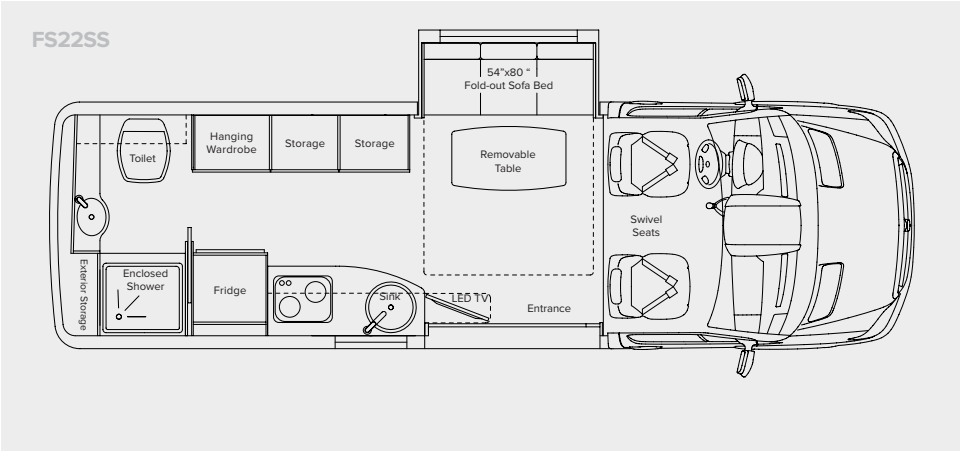 FS22SS
54"x80 "
Fold-out Sofa Bed
Hanging
Wardrobe
Storage
Storage
Toilet
Removable
Table
Swivel
Seats
Exterior Storage
Enclosed
Shower
Fridge
Sink
LED TV
Entrance